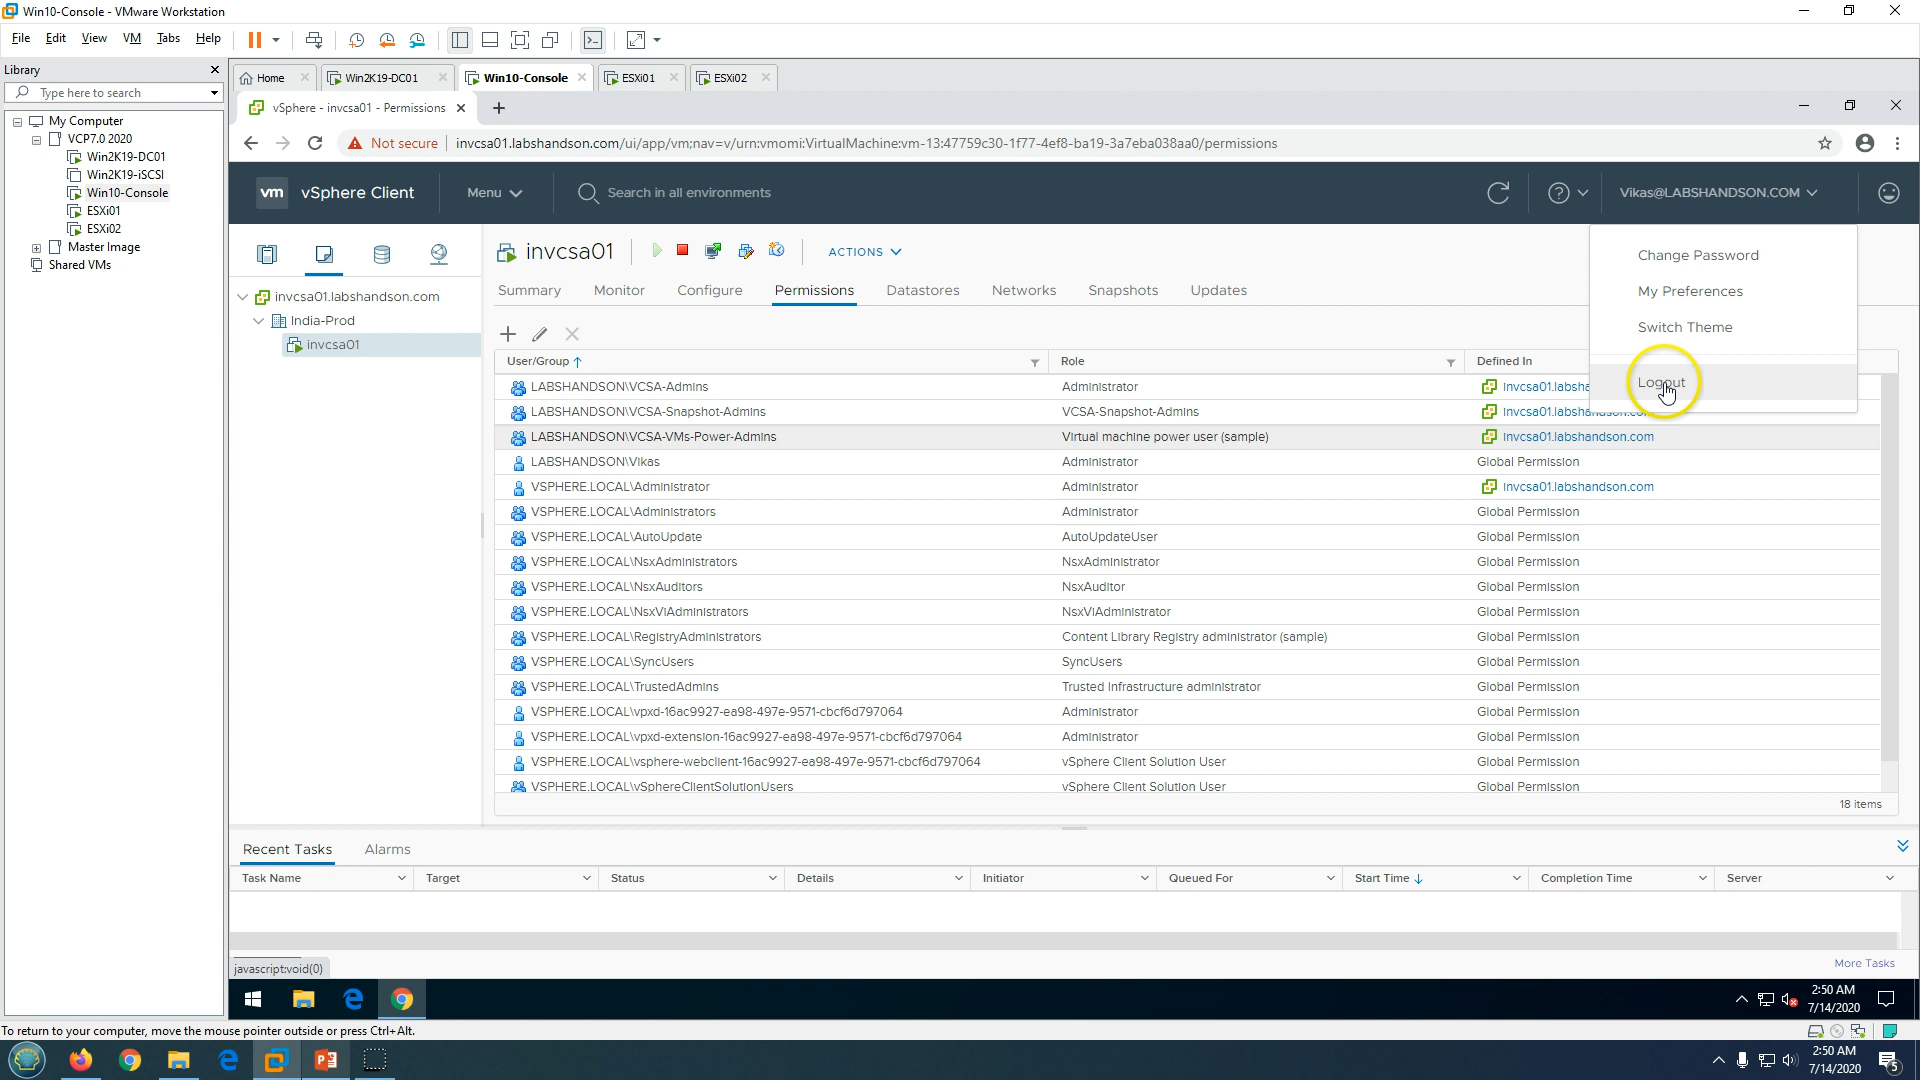 Win10-Console - VMware Workstation
File Edit View VM Tabs Help
Library
Type here to search
My Computer
VCP7.0 2020
Win2K19-DC01
Win2K19-iSCSI
Win10-Console
ESXi01
ESXi02
Master Image
Shared VMs
Home Win2K19-DC01 Win10-Console ESXi01 ESXi02
vSphere - invcsa01 - Permissions
Not secure invcsa01.labshandson.com/ui/app/vm;nav=v/urn:vmomi:VirtualMachine:vm-13:47759c30-1f77-4ef8-ba19-3a7eba038aa0/permissions
vm vSphere Client Menu Search in all environments Vikas@LABSHANDSON.COM
Change Password
My Preferences
Switch Theme
Logout
invcsa01.labshandson.com
India-Prod
invcsa01
invcsa01 ACTIONS
Summary Monitor Configure Permissions Datastores Networks Snapshots Updates
User/Group Role Defined In
LABSHANDSON\VCSA-Admins Administrator invcsa01.labsha
LABSHANDSON\VCSA-Snapshot-Admins VCSA-Snapshot-Admins invcsa01.labshandson.com
LABSHANDSON\VCSA-VMs-Power-Admins Virtual machine power user (sample) invcsa01.labshandson.com
LABSHANDSON\Vikas Administrator Global Permission
VSPHERE.LOCAL\Administrator Administrator invcsa01.labshandson.com
VSPHERE.LOCAL\Administrators Administrator Global Permission
VSPHERE.LOCAL\AutoUpdate AutoUpdateUser Global Permission
VSPHERE.LOCAL\NsxAdministrators NsxAdministrator Global Permission
VSPHERE.LOCAL\NsxAuditors NsxAuditor Global Permission
VSPHERE.LOCAL\NsxViAdministrators NsxViAdministrator Global Permission
VSPHERE.LOCAL\RegistryAdministrators Content Library Registry administrator (sample) Global Permission
VSPHERE.LOCAL\SyncUsers SyncUsers Global Permission
VSPHERE.LOCAL\TrustedAdmins Trusted Infrastructure administrator Global Permission
VSPHERE.LOCAL\vpxd-16ac9927-ea98-497e-9571-cbcf6d797064 Administrator Global Permission
VSPHERE.LOCAL\vpxd-extension-16ac9927-ea98-497e-9571-cbcf6d797064 Administrator Global Permission
VSPHERE.LOCAL\vsphere-webclient-16ac9927-ea98-497e-9571-cbcf6d797064 vSphere Client Solution User Global Permission
VSPHERE.LOCAL\vSphereClientSolutionUsers vSphere Client Solution User Global Permission
18 items
Recent Tasks Alarms
Task Name Target Status Details Initiator Queued For Start Time Completion Time Server
javascript:void(0)
More Tasks
2:50 AM
7/14/2020
To return to your computer, move the mouse pointer outside or press Ctrl+Alt.
2:50 AM
7/14/2020
5